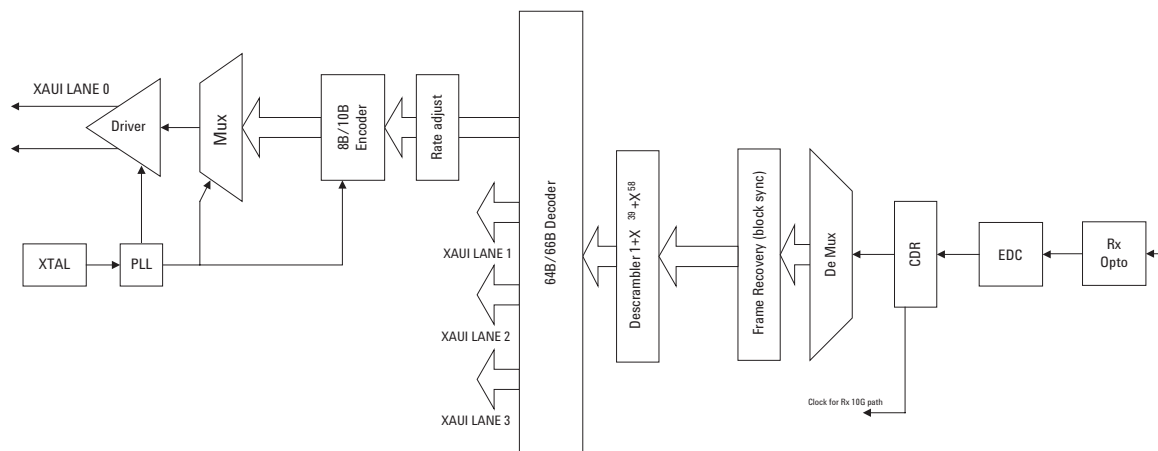 XAUI LANE 0
Driver
Mux
8B/10B
Encoder
Rate adjust
XTAL
PLL
XAUI LANE 1
XAUI LANE 2
XAUI LANE 3
64B/66B Decoder
Descrambler 1+X 39 +X58
Frame Recovery (block sync)
De Mux
CDR
EDC
Rx
Opto
Clock for Rx 10G path